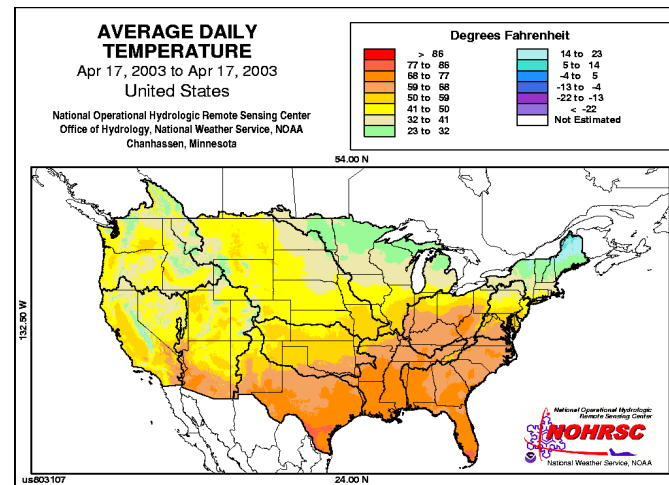 AVERAGE DAILY
TEMPERATURE
Apr 17, 2003 to Apr 17, 2003
United States
National Operational Hydrologic Remote Sensing Center
Office of Hydrology, National Weather Service, NOAA
Chanhassen, Minnesota
Degrees Fahrenheit
> 86
77 to 86
68 to 77
59 to 68
50 to 59
41 to 50
32 to 41
23 to 32
14 to 23
5 to 14
-4 to 5
-13 to -4
-22 to -13
< -22
Not Estimated
54.00 N
132.50 W
National Operational Hydrologic
Remote Sensing Center
NOHRSC
National Weather Service, NOAA
us603107
24.00 N